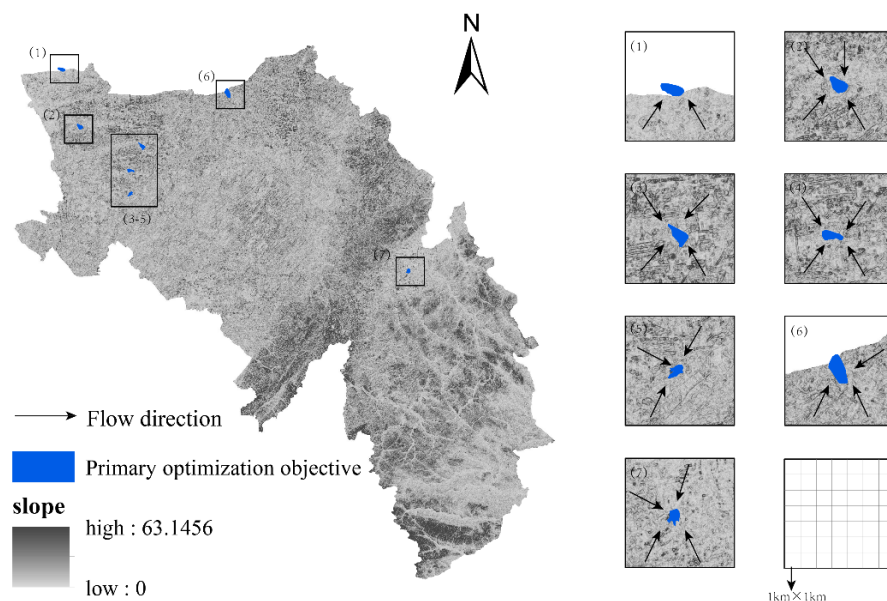 N
(1)
(2)
(3-5)
(6)
(7)
Flow direction
Primary optimization objective
slope
high : 63.1456
low : 0
(1)
(2)
(3)
(4)
(5)
(6)
(7)
1km×1km